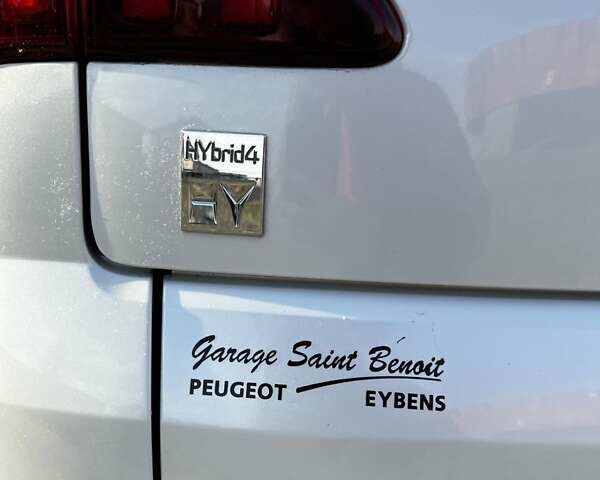 HYbrid4
HY
Garage Saint Benoit
PEUGEOT EYBENS